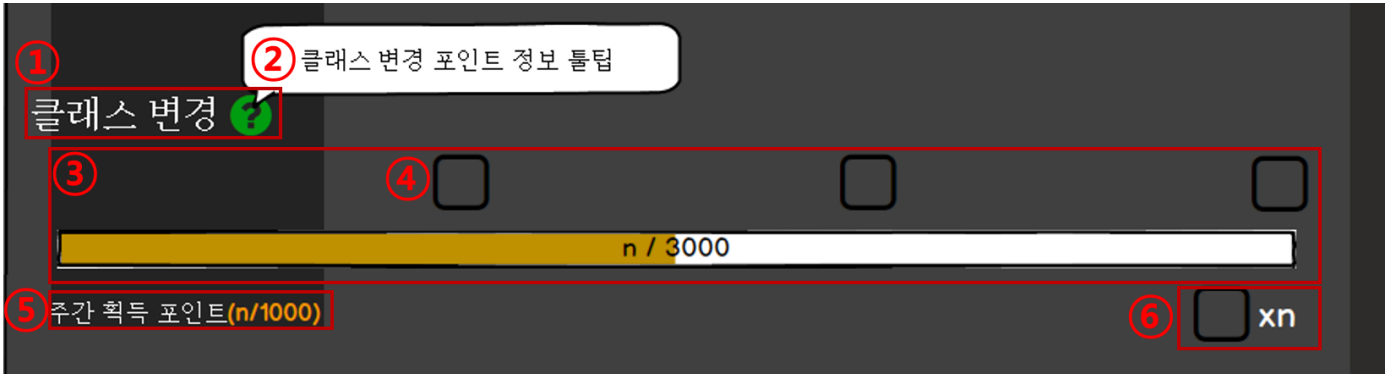 ① ② 클래스 변경 포인트 정보 툴팁
클래스 변경 ?
③ ④
n / 3000
⑤ 주간 획득 포인트(n/1000)
⑥ xn